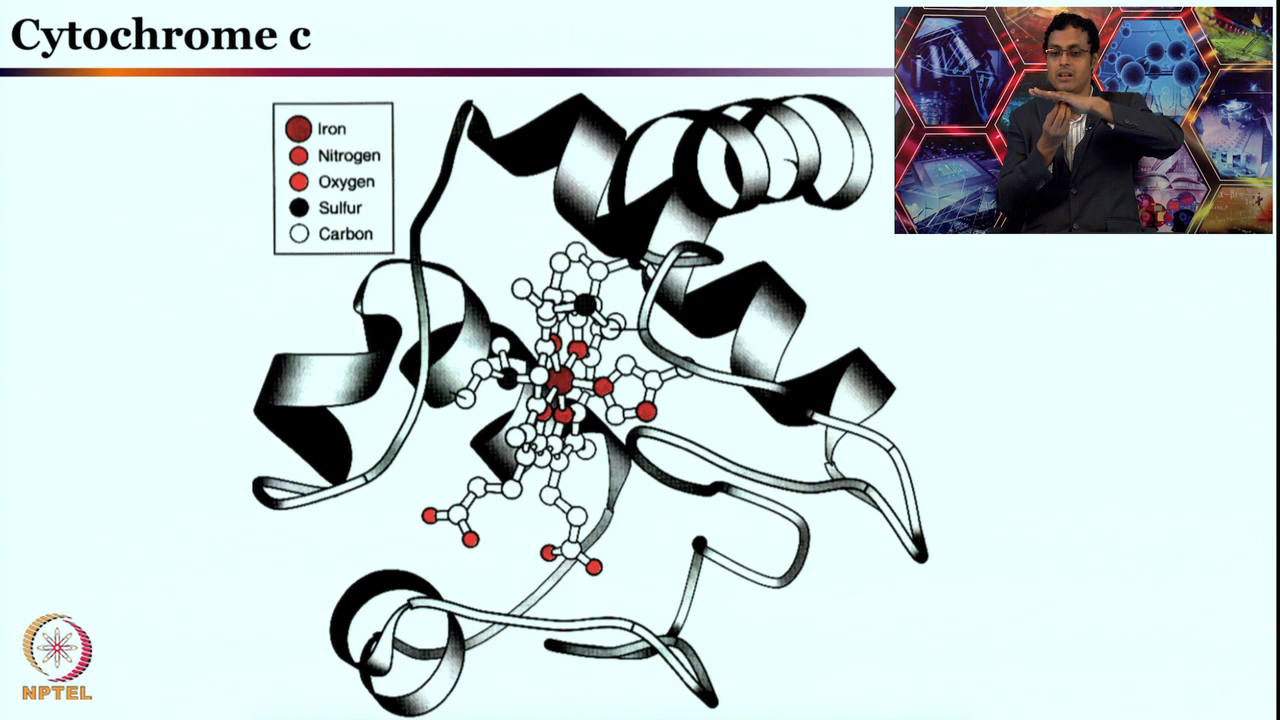 Cytochrome c
Iron
Nitrogen
Oxygen
Sulfur
Carbon
NPTEL